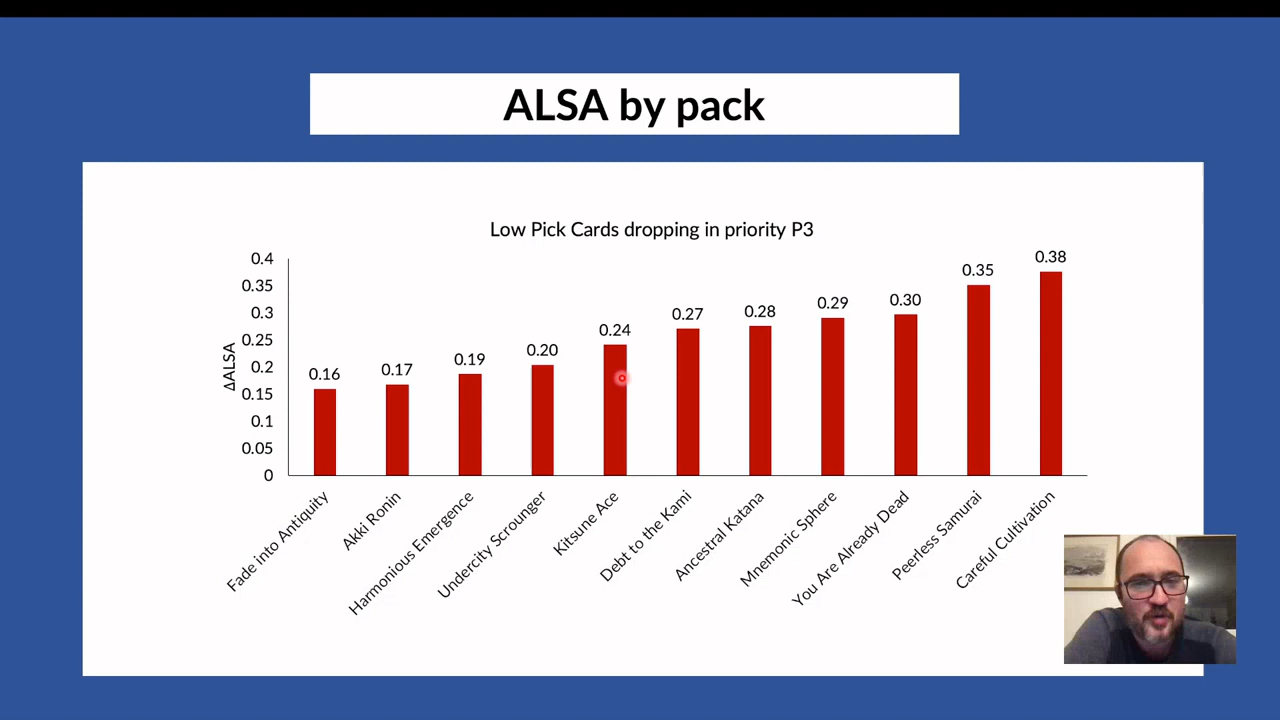 ALSA by pack
Low Pick Cards dropping in priority P3
ΔALSA
0.4
0.35
0.3
0.25
0.2
0.15
0.1
0.05
0
0.16
0.17
0.19
0.20
0.24
0.27
0.28
0.29
0.30
0.35
0.38
Fade into Antiquity
Akki Ronin
Harmonious Emergence
Undercity Scrounger
Kitsune Ace
Debt to the Kami
Ancestral Katana
Mnemonic Sphere
You Are Already Dead
Peerless Samurai
Careful Cultivation